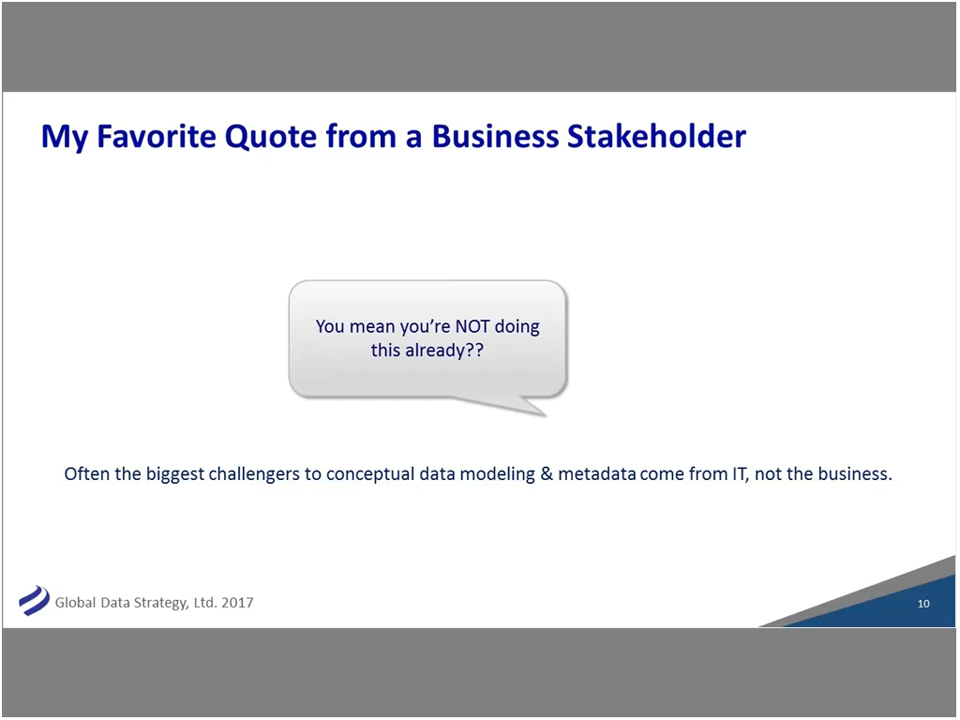 My Favorite Quote from a Business Stakeholder
You mean you’re NOT doing
this already??
Often the biggest challengers to conceptual data modeling & metadata come from IT, not the business.
Global Data Strategy, Ltd. 2017
10